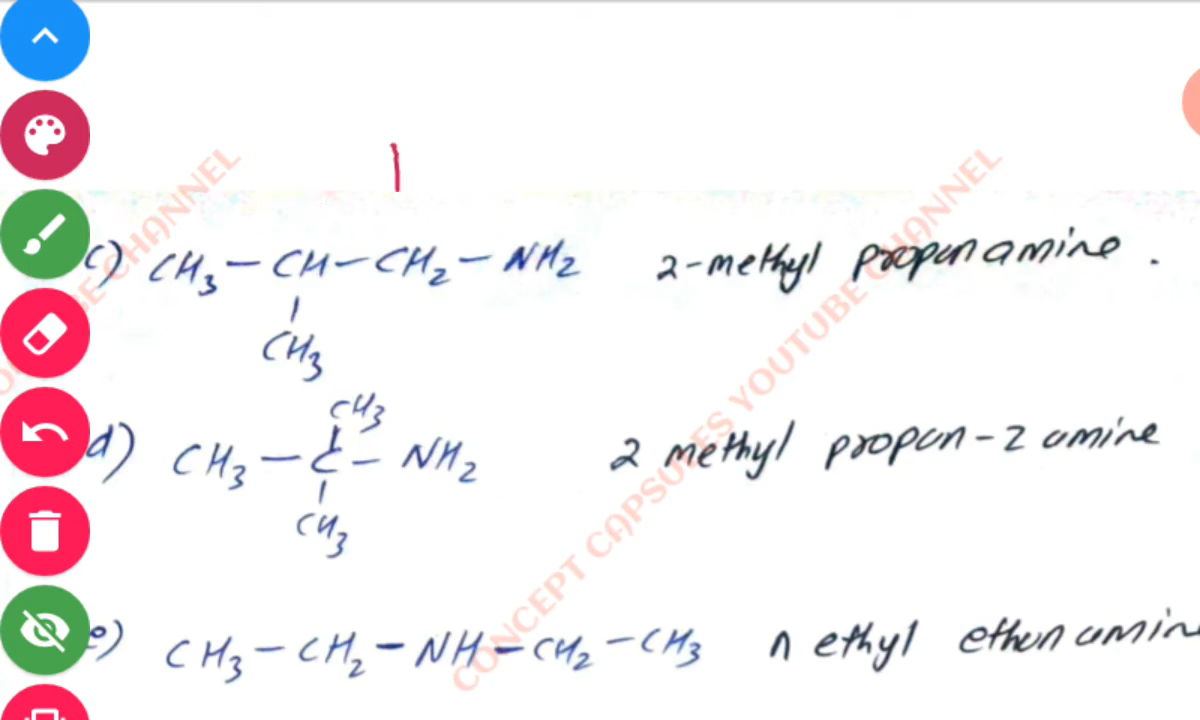 c) CH₃ – CH – CH₂ – NH₂ 2-methyl propanamine .
|
CH₃
CH₃
|
d) CH₃ – C – NH₂ 2 methyl propan-2 amine
|
CH₃
e) CH₃ – CH₂ – NH – CH₂ – CH₃ n ethyl ethanamine
CONCEPT CAPSULES YOUTUBE CHANNEL